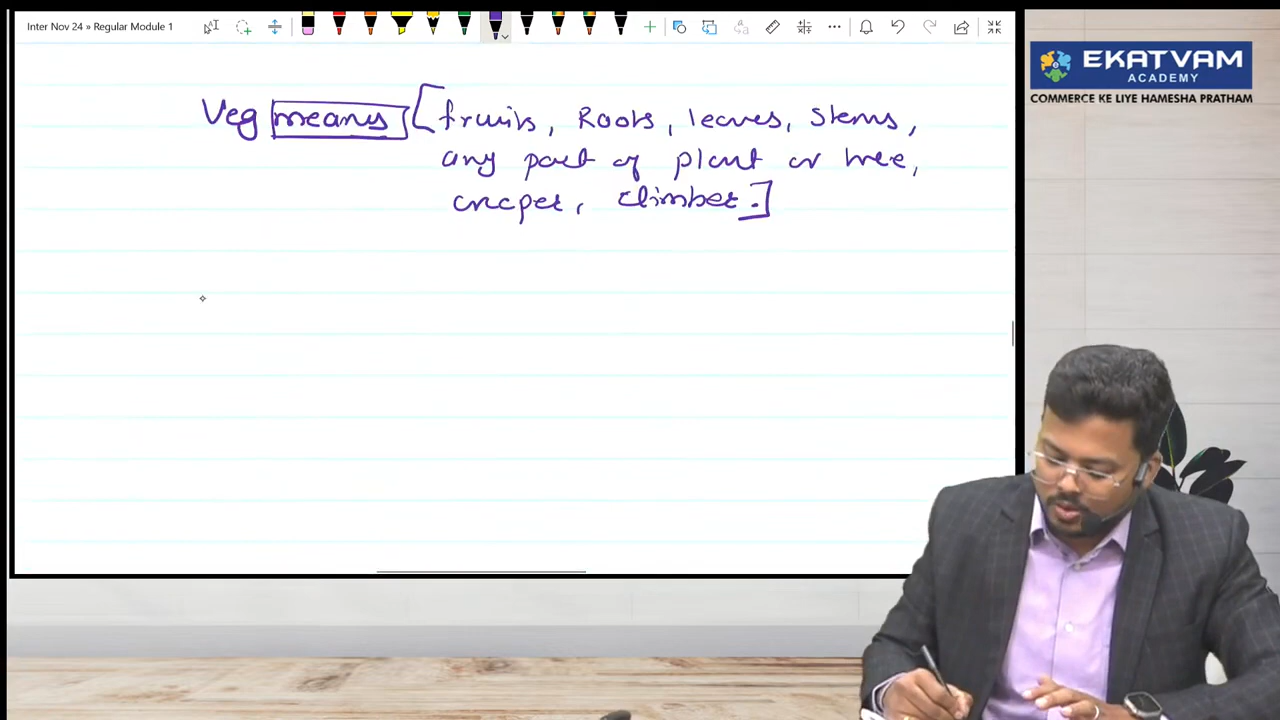 Inter Nov 24 » Regular Module 1
EKATVAM
ACADEMY
COMMERCE KE LIYE HAMESHA PRATHAM
Veg means [fruits, Roots, leaves, Stems,
any part of plant or tree,
creeper, climber.]